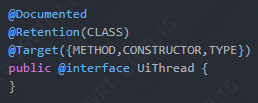 @Documented
@Retention(CLASS)
@Target({METHOD,CONSTRUCTOR,TYPE})
public @interface UiThread {
}